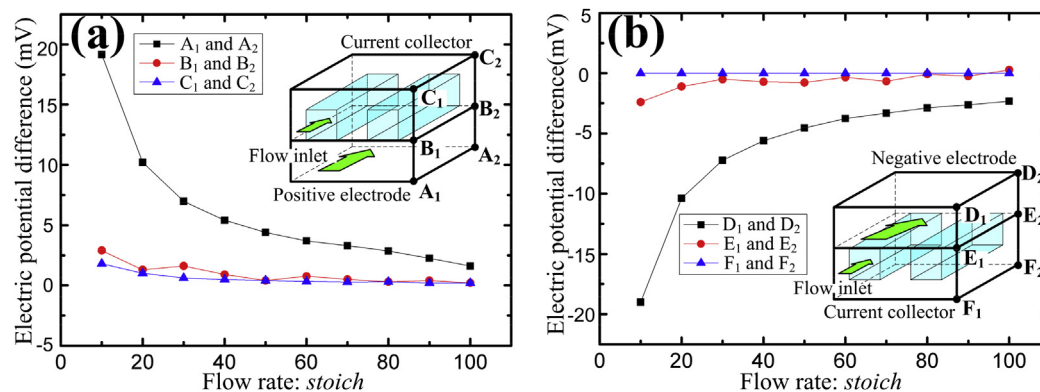 (a)
A1 and A2
B1 and B2
C1 and C2
Current collector
C2
C1
B2
B1
A2
A1
Flow inlet
Positive electrode
Electric potential difference (mV)
20
15
10
5
0
-5
0 20 40 60 80 100
Flow rate: stoich
(b)
D1 and D2
E1 and E2
F1 and F2
Negative electrode
D2
D1
E2
E1
F2
F1
Flow inlet
Current collector
Electric potential difference(mV)
5
0
-5
-10
-15
-20
0 20 40 60 80 100
Flow rate: stoich